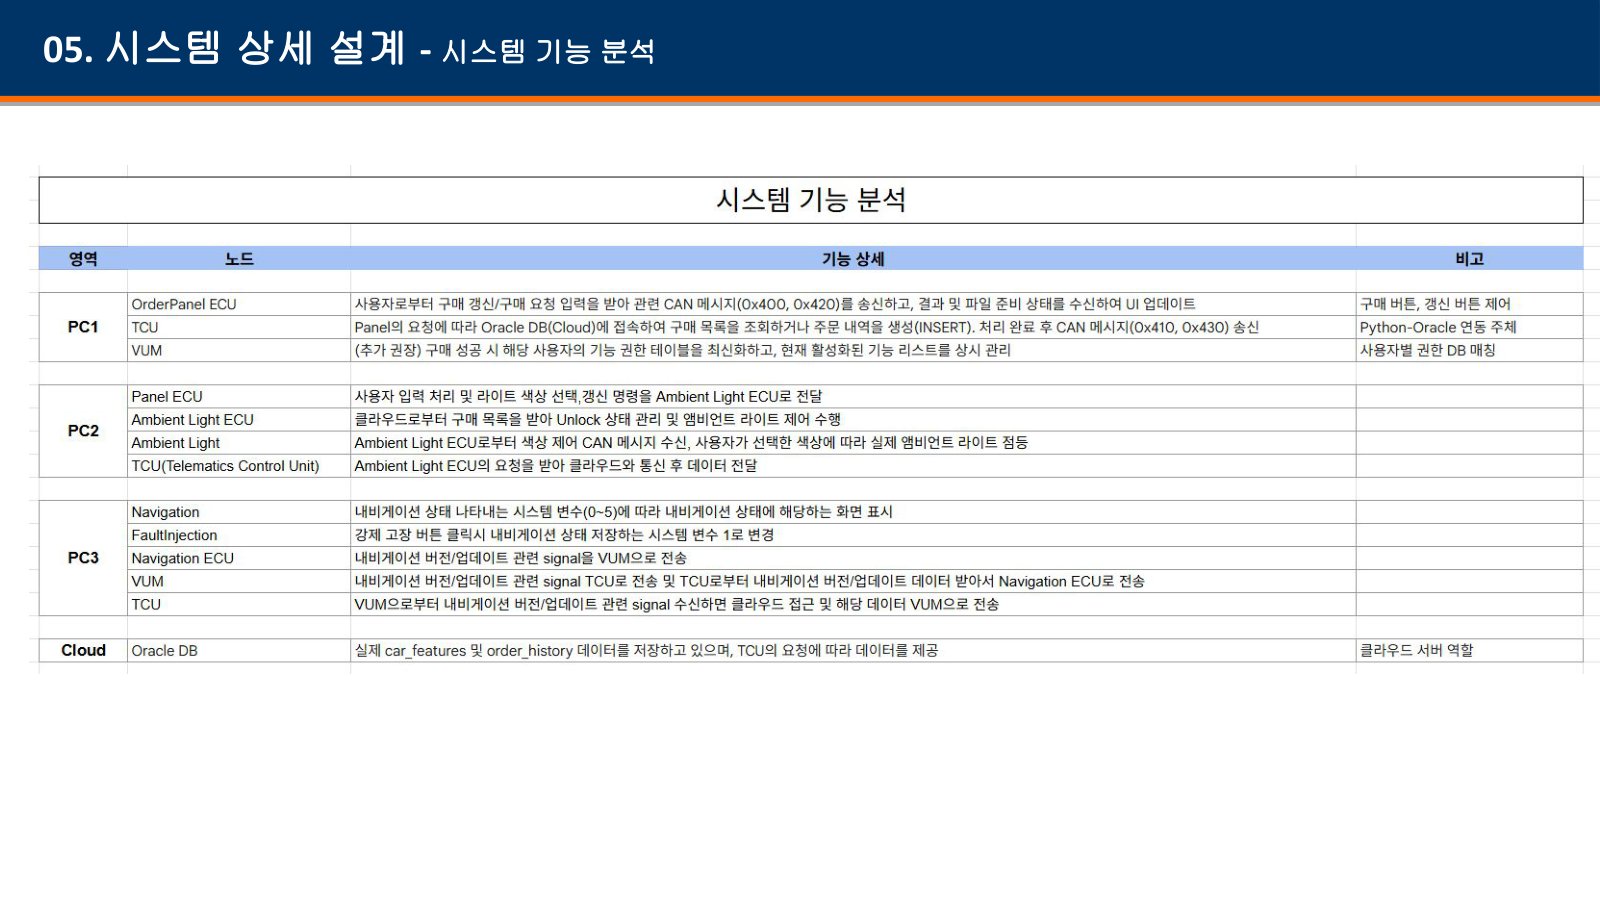 05. 시스템 상세 설계 - 시스템 기능 분석
시스템 기능 분석
영역 노드 기능 상세 비고
PC1
OrderPanel ECU 사용자로부터 구매 갱신/구매 요청 입력을 받아 관련 CAN 메시지(0x400, 0x420)를 송신하고, 결과 및 파일 준비 상태를 수신하여 UI 업데이트 구매 버튼, 갱신 버튼 제어
TCU Panel의 요청에 따라 Oracle DB(Cloud)에 접속하여 구매 목록을 조회하거나 주문 내역을 생성(INSERT). 처리 완료 후 CAN 메시지(0x410, 0x430) 송신 Python-Oracle 연동 주체
VUM (추가 권장) 구매 성공 시 해당 사용자의 기능 권한 테이블을 최신화하고, 현재 활성화된 기능 리스트를 상시 관리 사용자별 권한 DB 매칭
PC2
Panel ECU 사용자 입력 처리 및 라이트 색상 선택,갱신 명령을 Ambient Light ECU로 전달
Ambient Light ECU 클라우드로부터 구매 목록을 받아 Unlock 상태 관리 및 앰비언트 라이트 제어 수행
Ambient Light Ambient Light ECU로부터 색상 제어 CAN 메시지 수신, 사용자가 선택한 색상에 따라 실제 앰비언트 라이트 점등
TCU(Telematics Control Unit) Ambient Light ECU의 요청을 받아 클라우드와 통신 후 데이터 전달
PC3
Navigation 내비게이션 상태 나타내는 시스템 변수(0~5)에 따라 내비게이션 상태에 해당하는 화면 표시
FaultInjection 강제 고장 버튼 클릭시 내비게이션 상태 저장하는 시스템 변수 1로 변경
Navigation ECU 내비게이션 버전/업데이트 관련 signal을 VUM으로 전송
VUM 내비게이션 버전/업데이트 관련 signal TCU로 전송 및 TCU로부터 내비게이션 버전/업데이트 데이터 받아서 Navigation ECU로 전송
TCU VUM으로부터 내비게이션 버전/업데이트 관련 signal 수신하면 클라우드 접근 및 해당 데이터 VUM으로 전송
Cloud Oracle DB 실제 car_features 및 order_history 데이터를 저장하고 있으며, TCU의 요청에 따라 데이터를 제공 클라우드 서버 역할